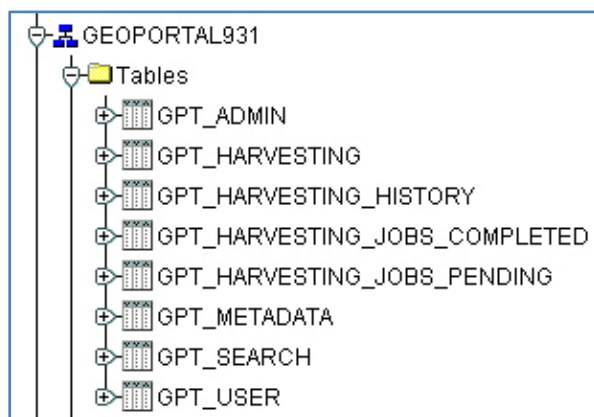 GEOPORTAL931
Tables
GPT_ADMIN
GPT_HARVESTING
GPT_HARVESTING_HISTORY
GPT_HARVESTING_JOBS_COMPLETED
GPT_HARVESTING_JOBS_PENDING
GPT_METADATA
GPT_SEARCH
GPT_USER